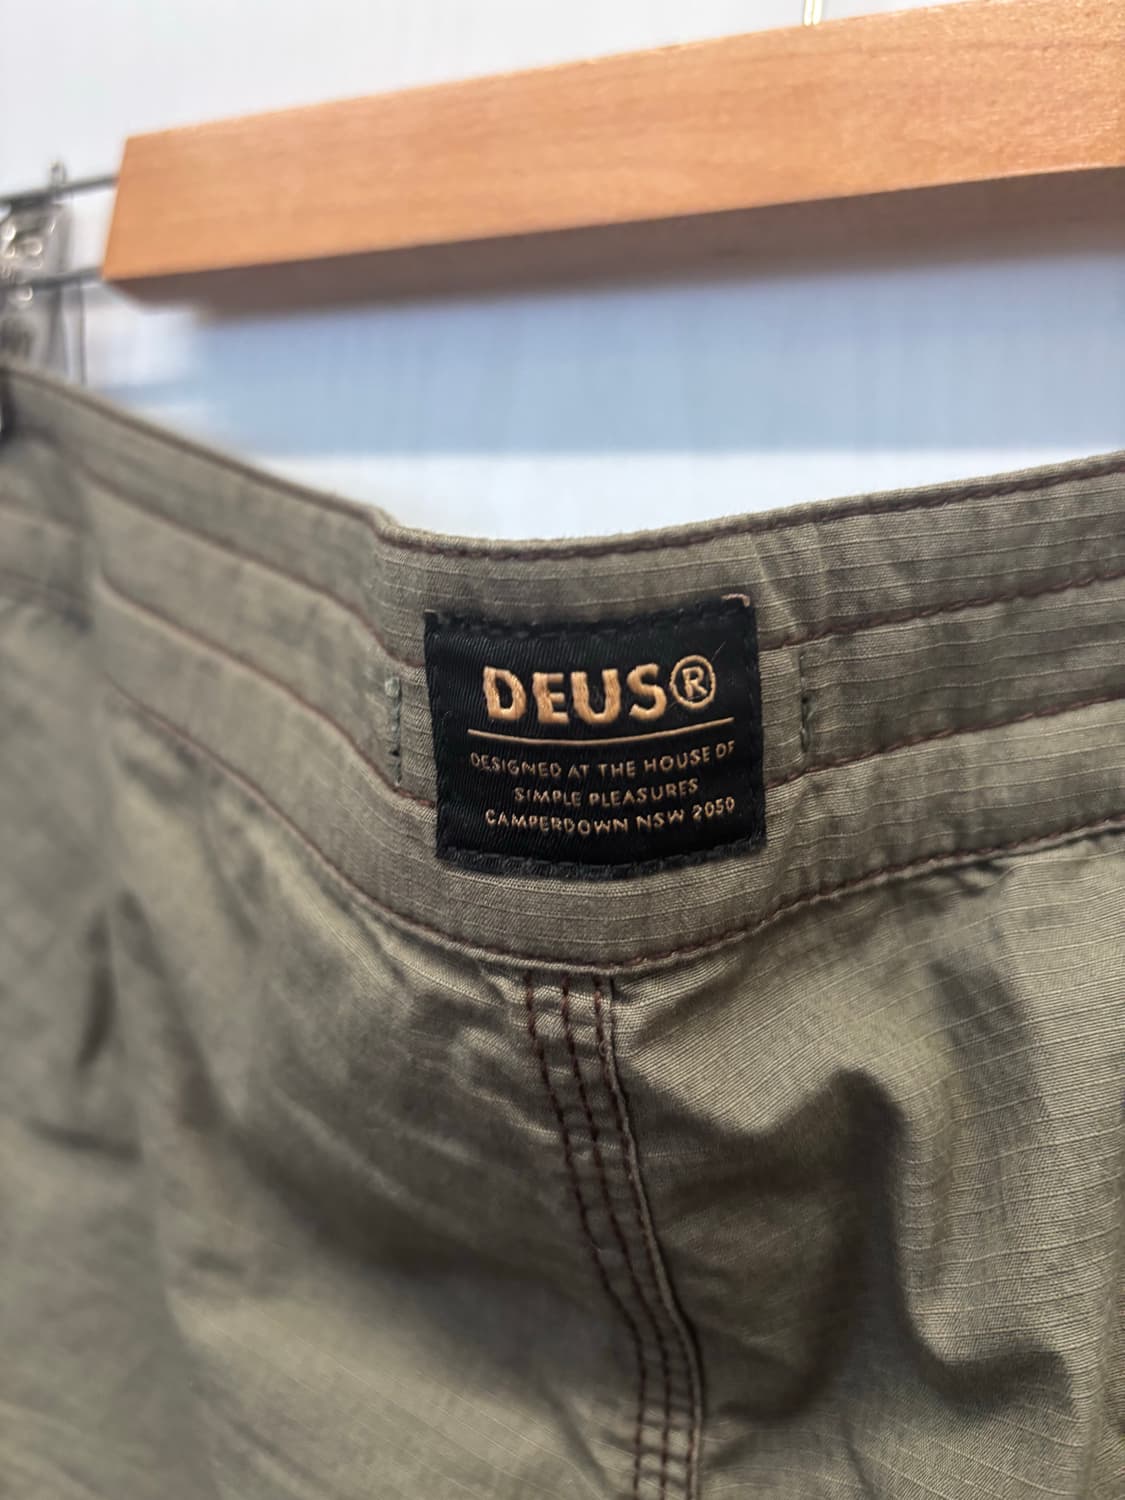 DEUS®
DESIGNED AT THE HOUSE OF
SIMPLE PLEASURES
CAMPERDOWN NSW 2050